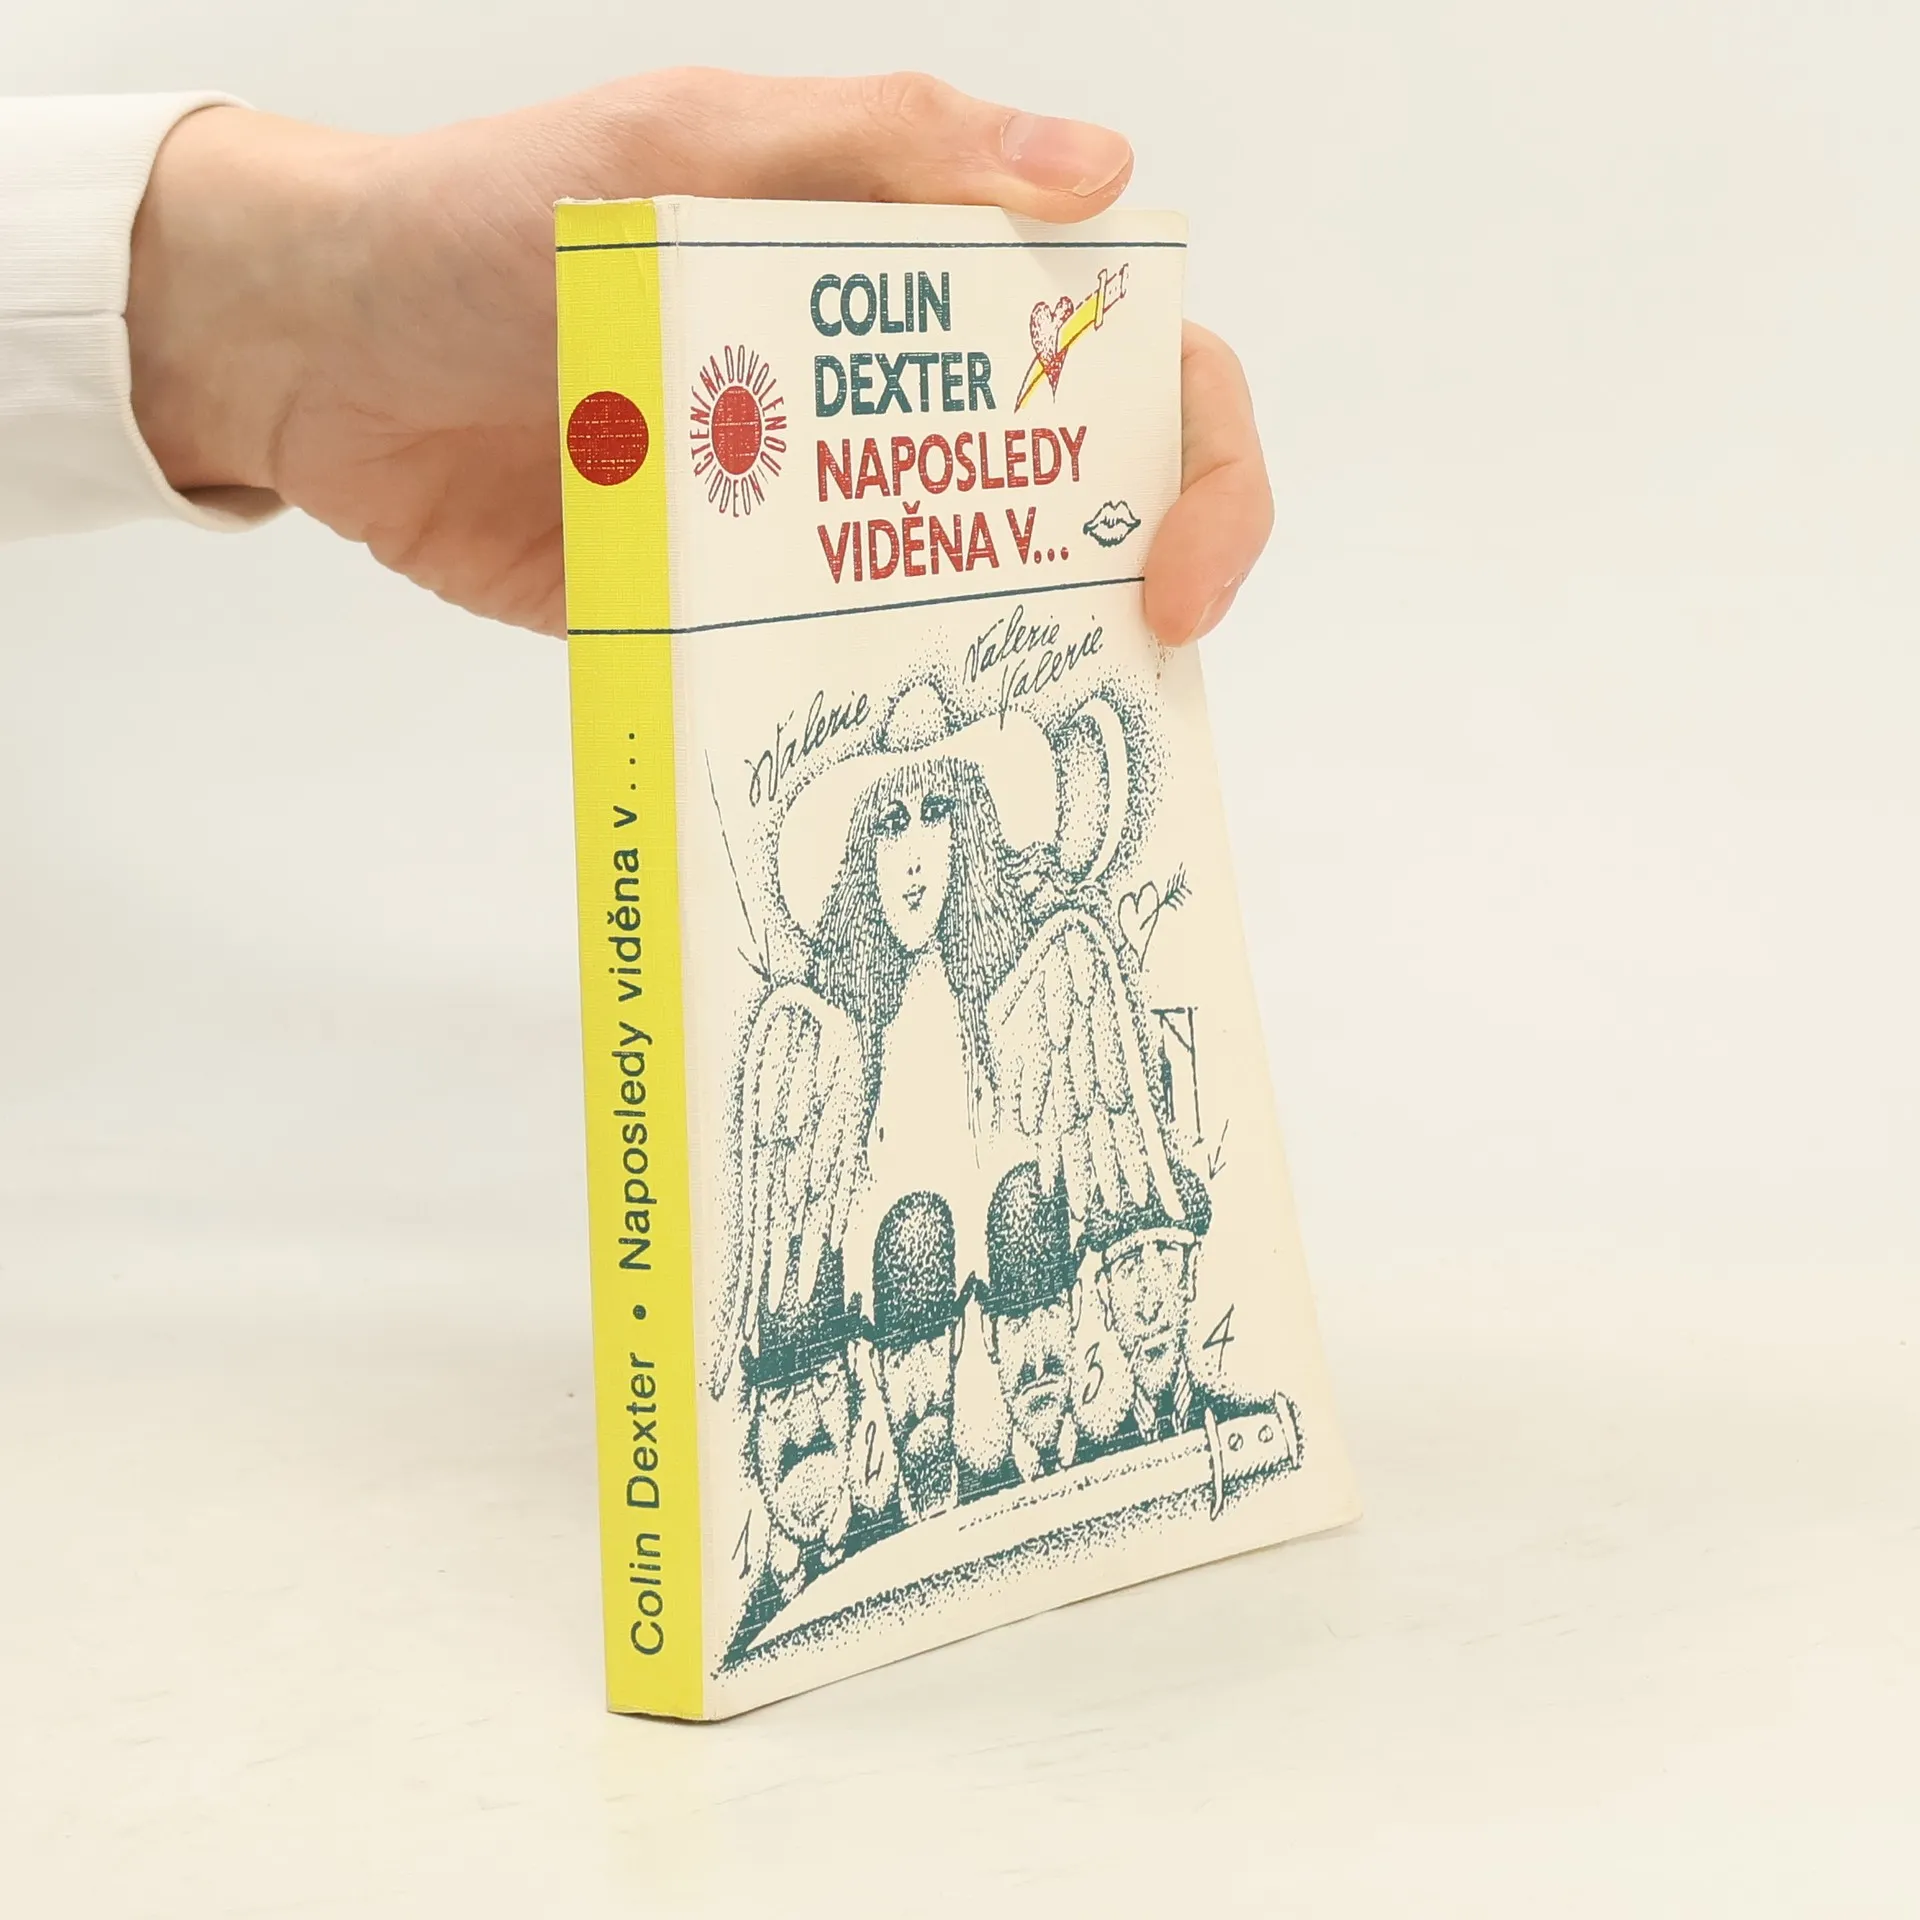 COLIN
DEXTER
NAPOSLEDY
VIDĚNA V...
ČTENÍ NA DOVOLENOU
ODEON
Valerie
Valerie
Valerie
1
2
3
4
Colin Dexter • Naposledy viděna v...